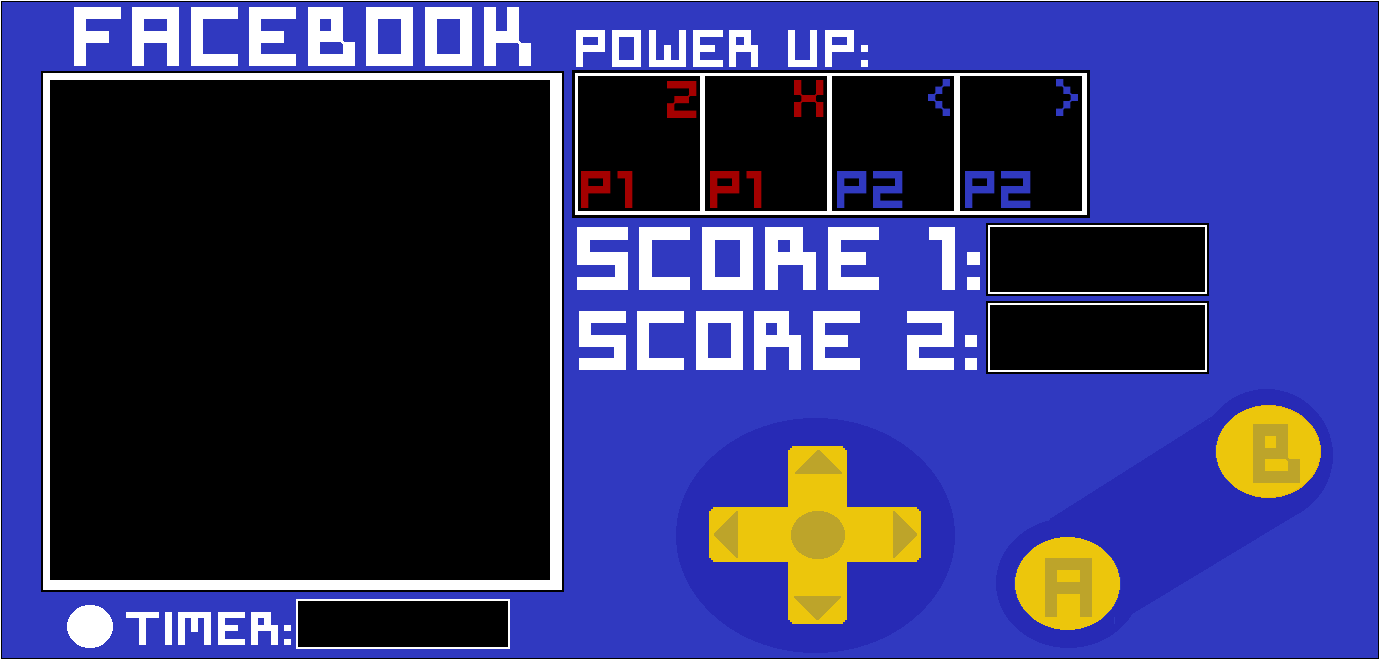 FACEBOOK
POWER UP:
Z X < >
P1 P1 P2 P2
SCORE 1:
SCORE 2:
B
A
TIMER: